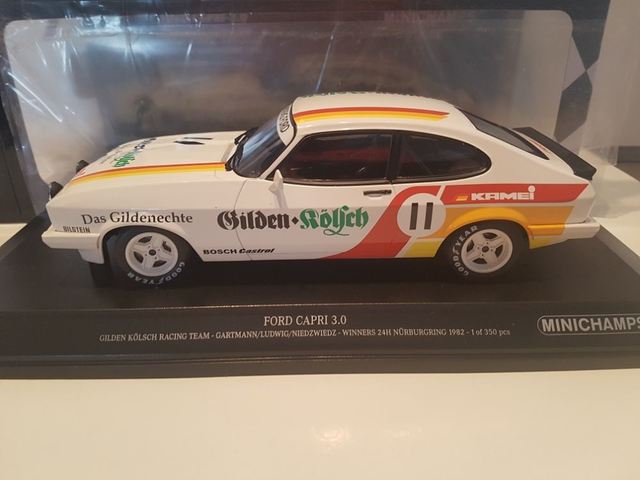 Das Gildenechte
BILSTEIN
Gilden Kölsch
BOSCH Castrol
11
KAMEI
GOODYEAR
GOODYEAR
FORD CAPRI 3.0
GILDEN KÖLSCH RACING TEAM - GARTMANN/LUDWIG/NIEDZWIEDZ - WINNERS 24H NÜRBURGRING 1982 - 1 of 350 pcs
MINICHAMPS